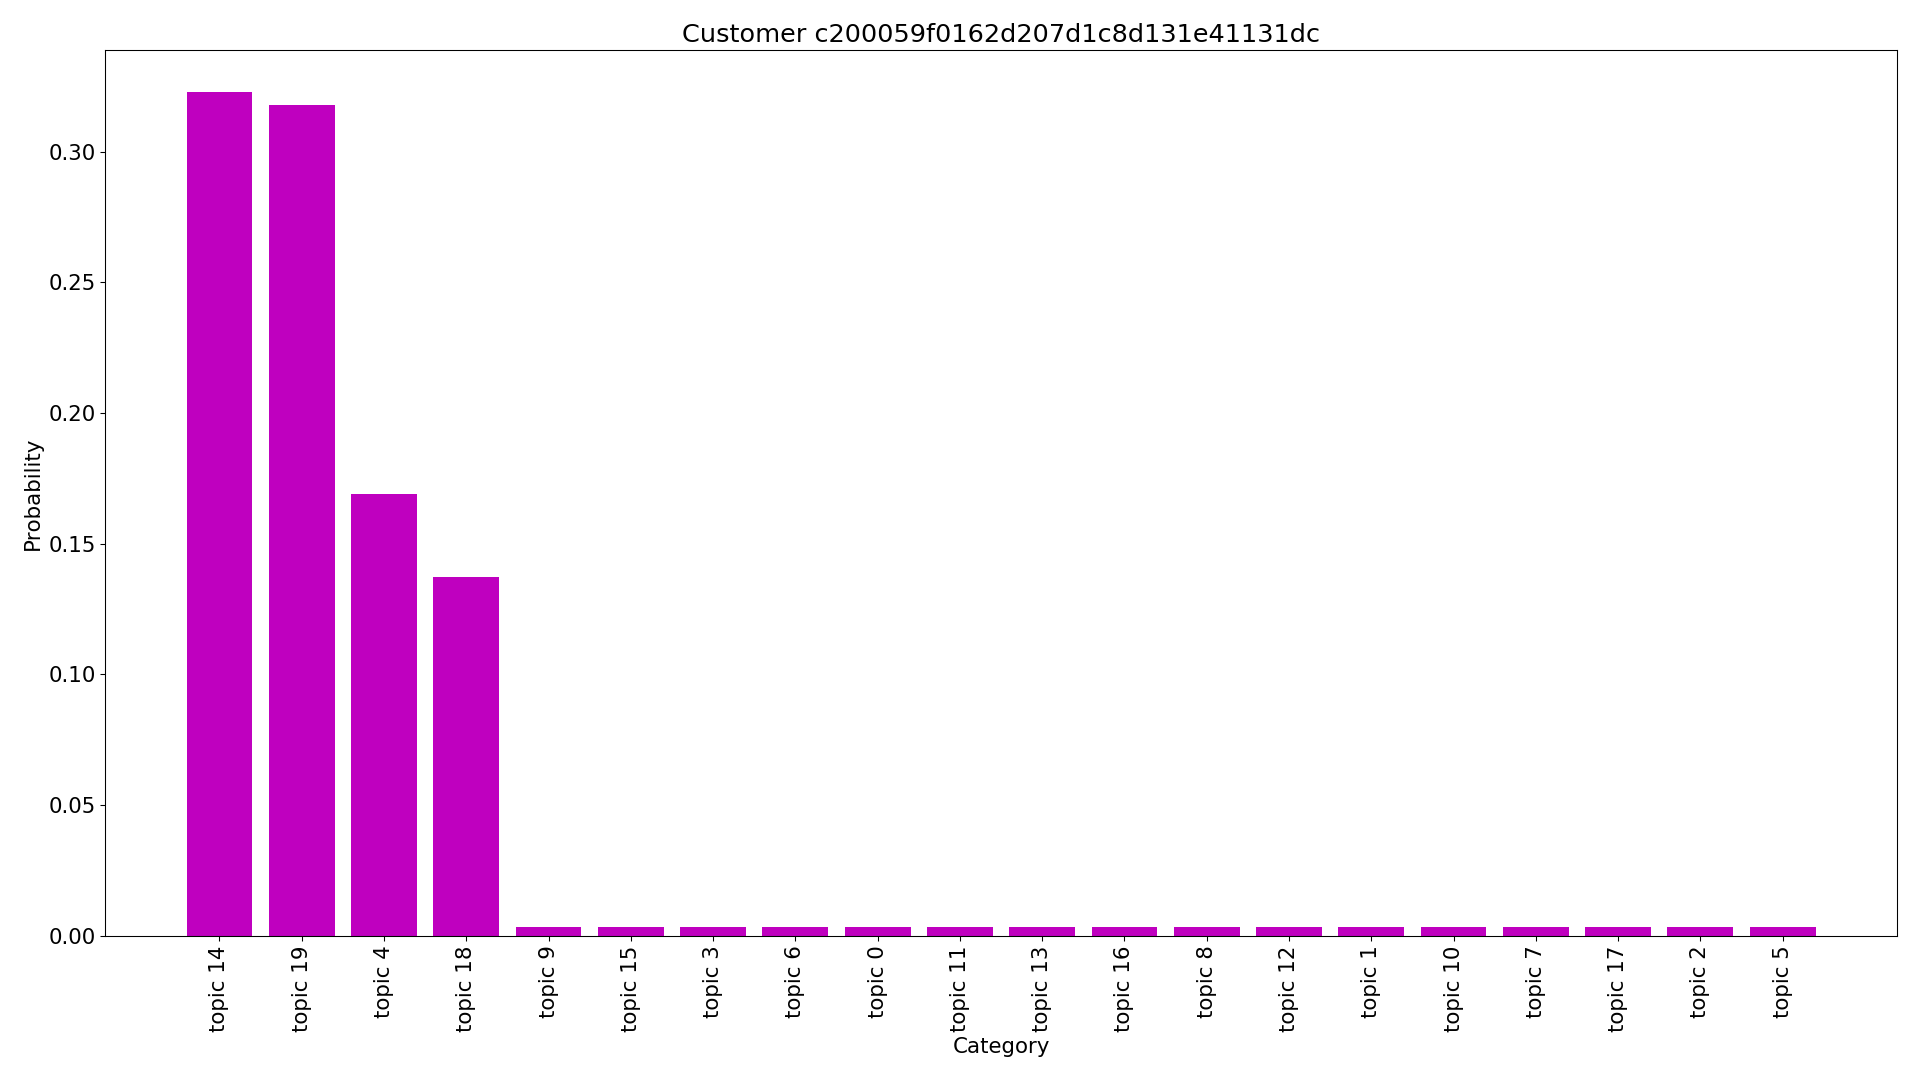 Customer c200059f0162d207d1c8d131e41131dc
Probability
0.30
0.25
0.20
0.15
0.10
0.05
0.00
topic 14
topic 19
topic 4
topic 18
topic 9
topic 15
topic 3
topic 6
topic 0
topic 11
topic 13
topic 16
topic 8
topic 12
topic 1
topic 10
topic 7
topic 17
topic 2
topic 5
Category